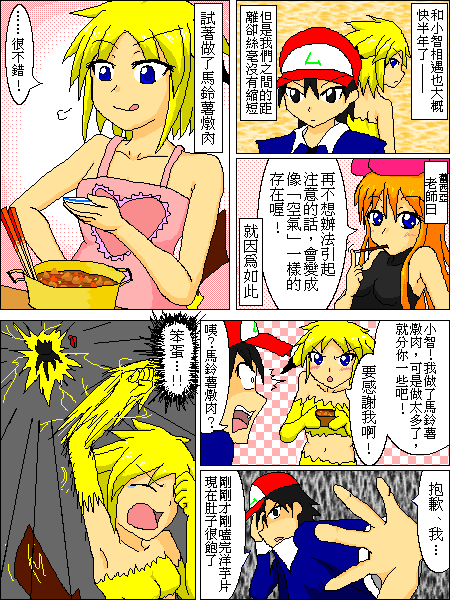 和小智相遇也大概
快半年了——
但是我們之間的距
離卻絲毫沒有縮短
蕾西亞
老師曰
再不想辦法引起
注意的話，會變成
像「空氣」一樣的
存在喔！
就因為如此
試著做了馬鈴薯燉肉
……很不錯！
小智！我做了馬鈴薯
燉肉，可是做太多了，
就分你一些吧！
要感謝我啊！
咦？馬鈴薯燉肉？
抱歉、我…
剛剛才剛嗑完洋芋片
現在肚子很飽了
笨蛋…!!